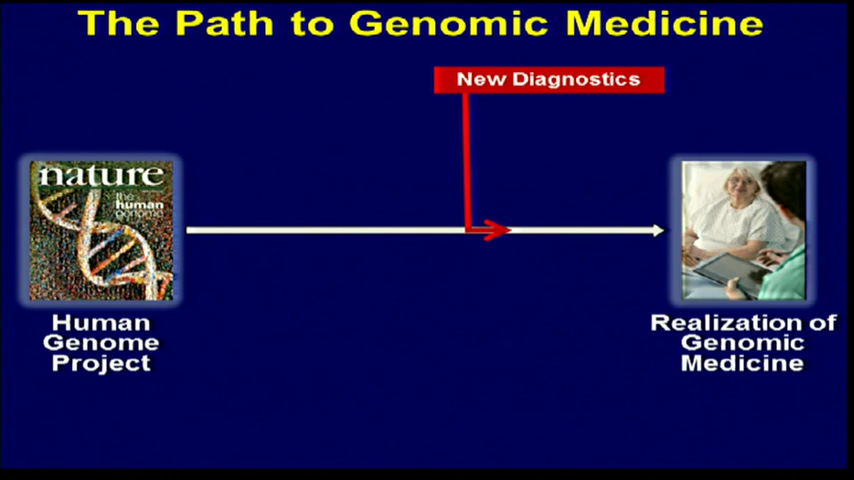 The Path to Genomic Medicine
New Diagnostics
nature
the
human
genome
Human
Genome
Project
Realization of
Genomic
Medicine